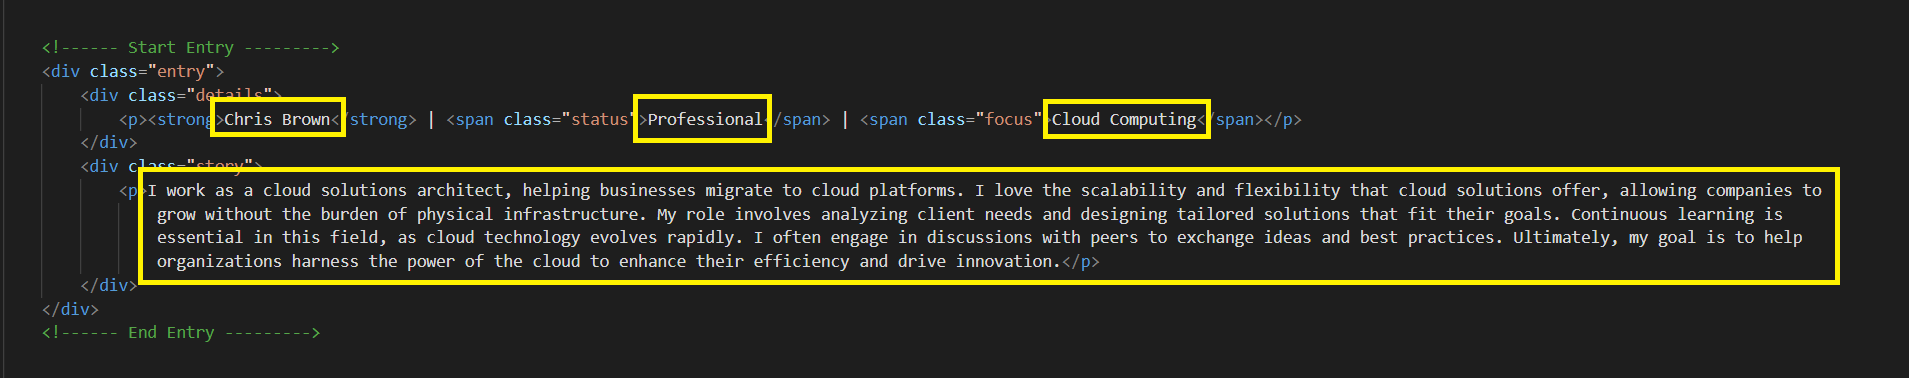 <!------ Start Entry --------->
<div class="entry">
<div class="details">
<p><strong>Chris Brown</strong> | <span class="status">Professional</span> | <span class="focus">Cloud Computing</span></p>
</div>
<div class="story">
<p>I work as a cloud solutions architect, helping businesses migrate to cloud platforms. I love the scalability and flexibility that cloud solutions offer, allowing companies to
grow without the burden of physical infrastructure. My role involves analyzing client needs and designing tailored solutions that fit their goals. Continuous learning is
essential in this field, as cloud technology evolves rapidly. I often engage in discussions with peers to exchange ideas and best practices. Ultimately, my goal is to help
organizations harness the power of the cloud to enhance their efficiency and drive innovation.</p>
</div>
</div>
<!------ End Entry --------->